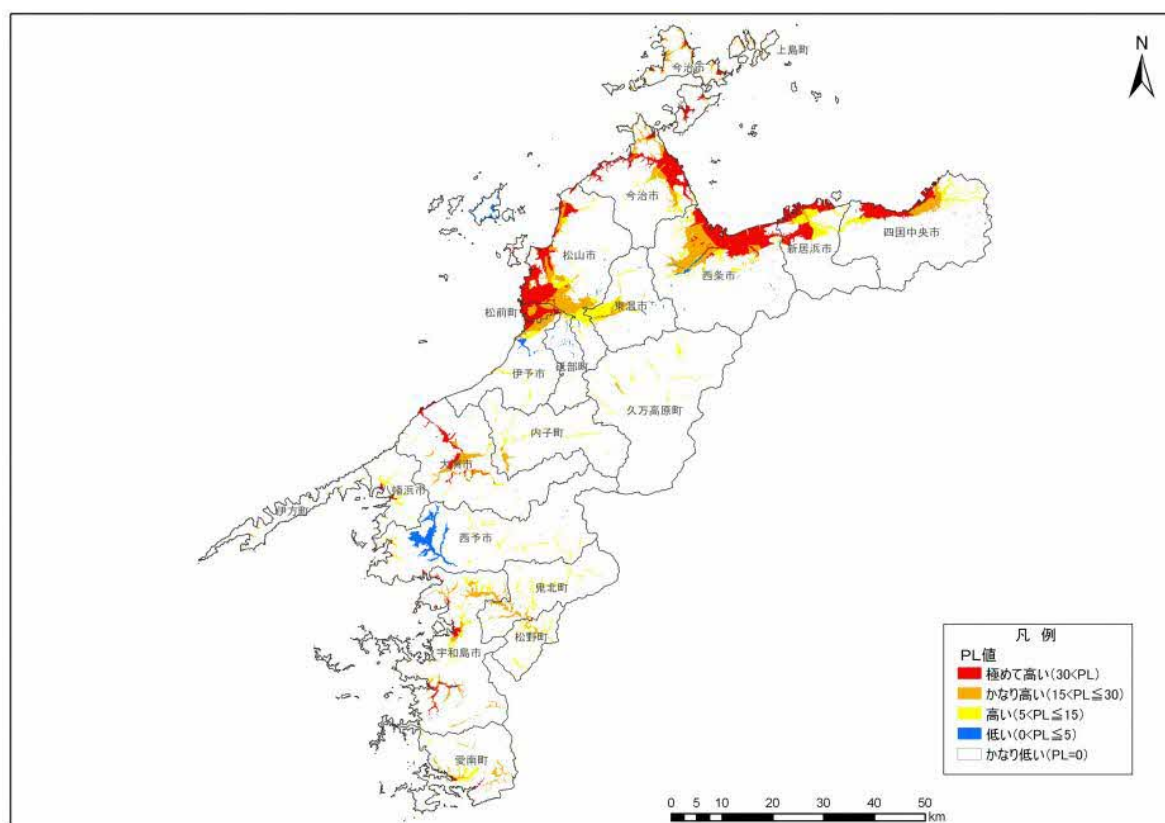 上島町
今治市
N
今治市
四国中央市
新居浜市
西条市
松山市
東温市
松前町
伊予市
砥部町
久万高原町
内子町
大洲市
八幡浜市
伊方町
西予市
鬼北町
松野町
宇和島市
愛南町
凡 例
PL値
極めて高い(30<PL)
かなり高い(15<PL≦30)
高い(5<PL≦15)
低い(0<PL≦5)
かなり低い(PL=0)
0 5 10 20 30 40 50
km